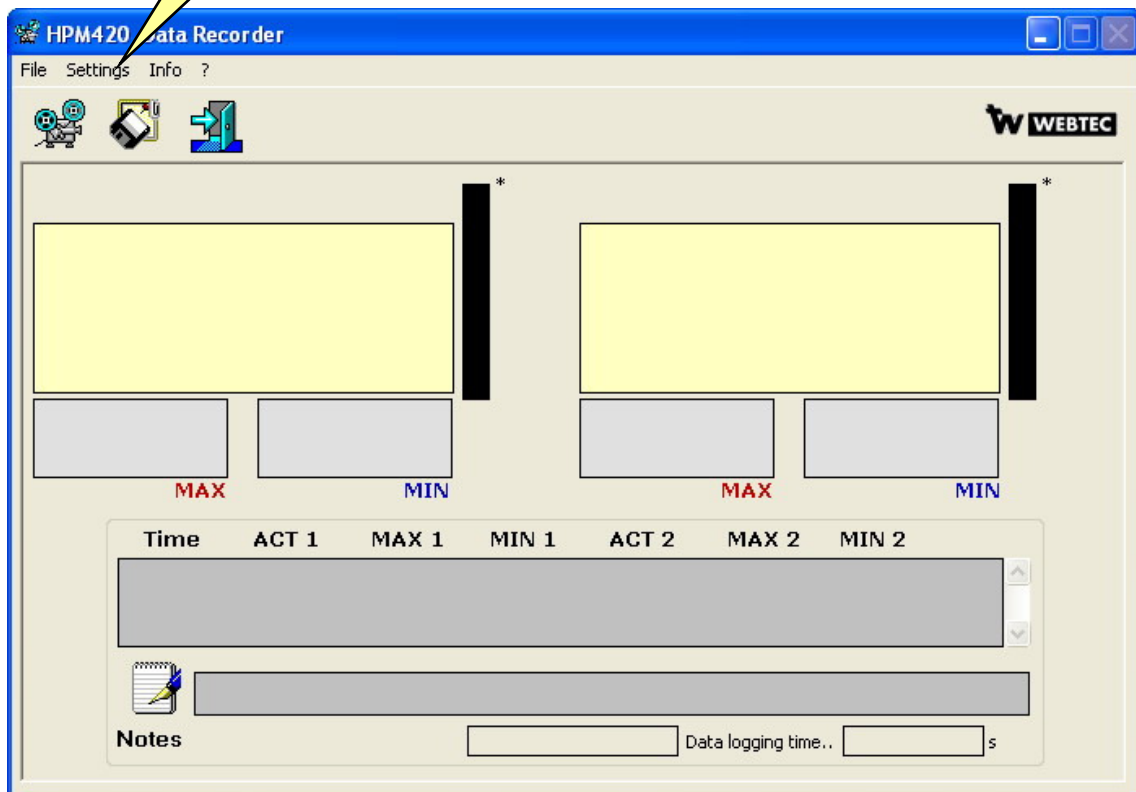 HPM420 Data Recorder
File Settings Info ?
W WEBTEC
* *
MAX MIN MAX MIN
Time ACT 1 MAX 1 MIN 1 ACT 2 MAX 2 MIN 2
Notes Data logging time.. s